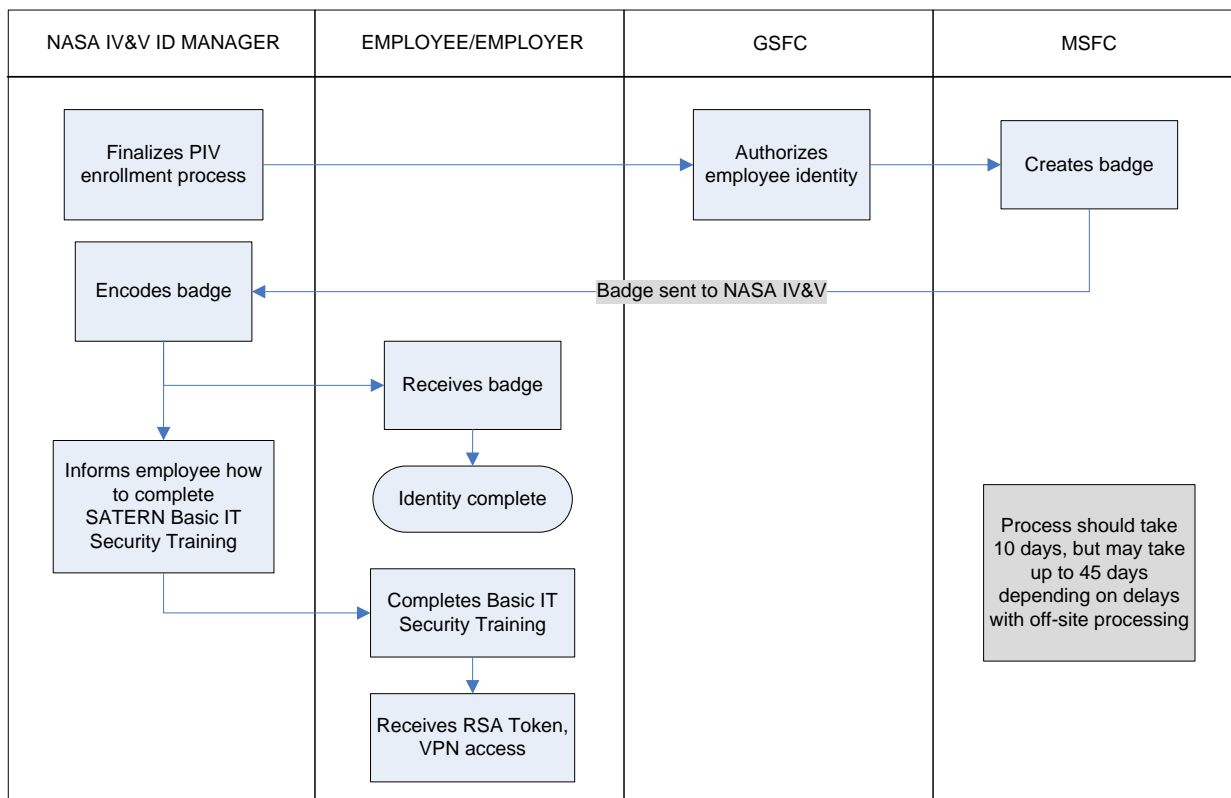 NASA IV&V ID MANAGER
EMPLOYEE/EMPLOYER
GSFC
MSFC
Finalizes PIV
enrollment process
Authorizes
employee identity
Creates badge
Encodes badge
Badge sent to NASA IV&V
Receives badge
Informs employee how
to complete
SATERN Basic IT
Security Training
Identity complete
Process should take
10 days, but may take
up to 45 days
depending on delays
with off-site processing
Completes Basic IT
Security Training
Receives RSA Token,
VPN access